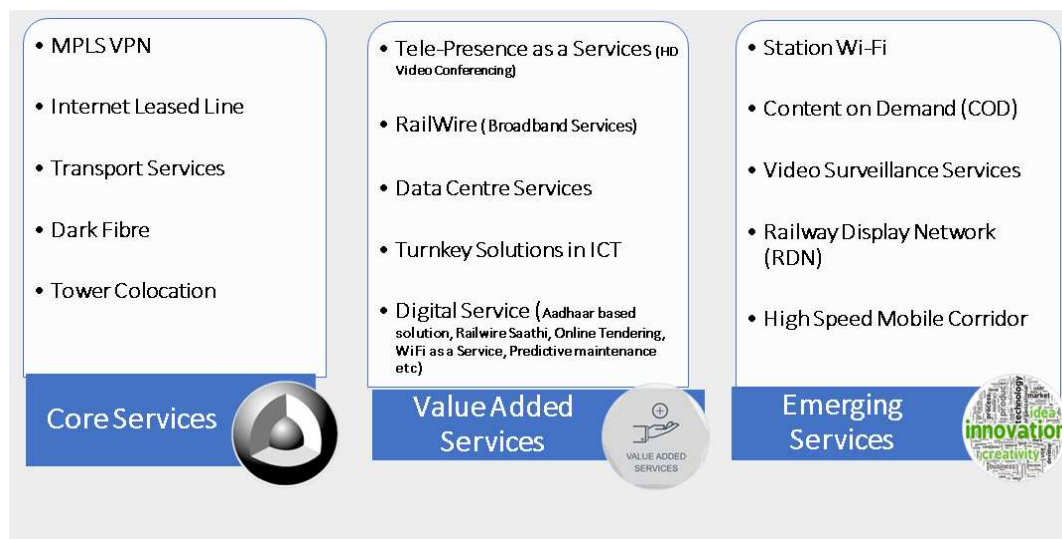 • MPLS VPN
• Internet Leased Line
• Transport Services
• Dark Fibre
• Tower Colocation
Core Services
• Tele-Presence as a Services (HD
Video Conferencing)
• RailWire (Broadband Services)
• Data Centre Services
• Turnkey Solutions in ICT
• Digital Service (Aadhaar based
solution, Railwire Saathi, Online Tendering,
WiFi as a Service, Predictive maintenance
etc)
Value Added
Services
VALUE ADDED
SERVICES
• Station Wi-Fi
• Content on Demand (COD)
• Video Surveillance Services
• Railway Display Network
(RDN)
• High Speed Mobile Corridor
Emerging
Services
product
technology
market
idea
innovation
creativity
business